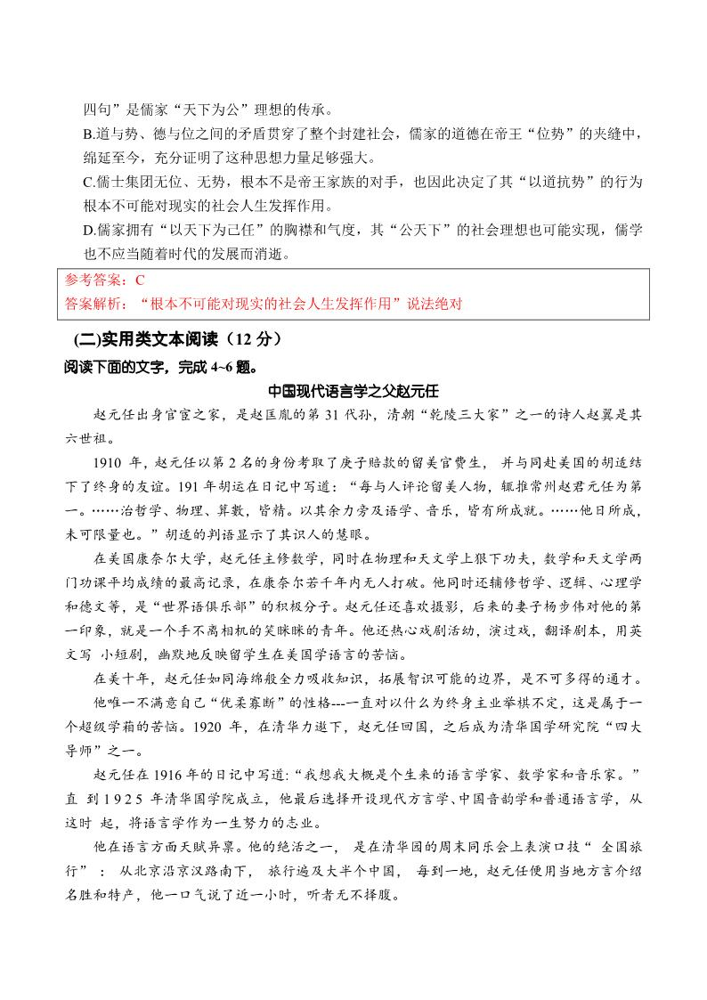 四句”是儒家“天下为公”理想的传承。
B.道与势、德与位之间的矛盾贯穿了整个封建社会，儒家的道德在帝王“位势”的夹缝中，
绵延至今，充分证明了这种思想力量足够强大。
C.儒士集团无位、无势，根本不是帝王家族的对手，也因此决定了其“以道抗势”的行为
根本不可能对现实的社会人生发挥作用。
D.儒家拥有“以天下为己任”的胸襟和气度，其“公天下”的社会理想也可能实现，儒学
也不应当随着时代的发展而消逝。
参考答案：C
答案解析：“根本不可能对现实的社会人生发挥作用”说法绝对
(二)实用类文本阅读（12 分）
阅读下面的文字，完成 4~6 题。
中国现代语言学之父赵元任
赵元任出身官宦之家，是赵匡胤的第 31 代孙，清朝“乾陵三大家”之一的诗人赵翼是其
六世祖。
1910 年，赵元任以第 2 名的身份考取了庚子赔款的留美官费生， 并与同赴美国的胡适结
下了终身的友谊。191 年胡运在日记中写道：“每与人评论留美人物，辄推常州赵君元任为第
一。……治哲学、物理、算数，皆精。以其余力旁及语学、音乐，皆有所成就。……他日所成，
未可限量也。”胡适的判语显示了其识人的慧眼。
在美国康奈尔大学，赵元任主修数学，同时在物理和天文学上狠下功夫，数学和天文学两
门功课平均成绩的最高记录，在康奈尔若干年内无人打破。他同时还辅修哲学、逻辑、心理学
和德文等，是“世界语俱乐部”的积极分子。赵元任还喜欢摄影，后来的妻子杨步伟对他的第
一印象，就是一个手不离相机的笑眯眯的青年。他还热心戏剧活幼，演过戏，翻译剧本，用英
文写 小短剧，幽默地反映留学生在美国学语言的苦恼。
在美十年，赵元任如同海绵般全力吸收知识，拓展智识可能的边界，是不可多得的通才。
他唯一不满意自己“优柔寡断”的性格---一直对以什么为终身主业举棋不定，这是属于一
个超级学葙的苦恼。1920 年，在清华力遨下，赵元任回国，之后成为清华国学研究院“四大
导师”之一。
赵元任在 1916 年的日记中写道:“我想我大概是个生来的语言学家、数学家和音乐家。”
直 到 1 9 2 5 年清华国学院成立，他最后选择开设现代方言学、中国音韵学和普通语言学，从
这时 起，将语言学作为一生努力的志业。
他在语言方面天赋异禀。他的绝活之一， 是在清华园的周末同乐会上表演口技“ 全国旅
行” ： 从北京沿京汉路南下， 旅行遍及大半个中国， 每到一地，赵元任便用当地方言介绍
名胜和特产，他一口气说了近一小时，听者无不择腹。